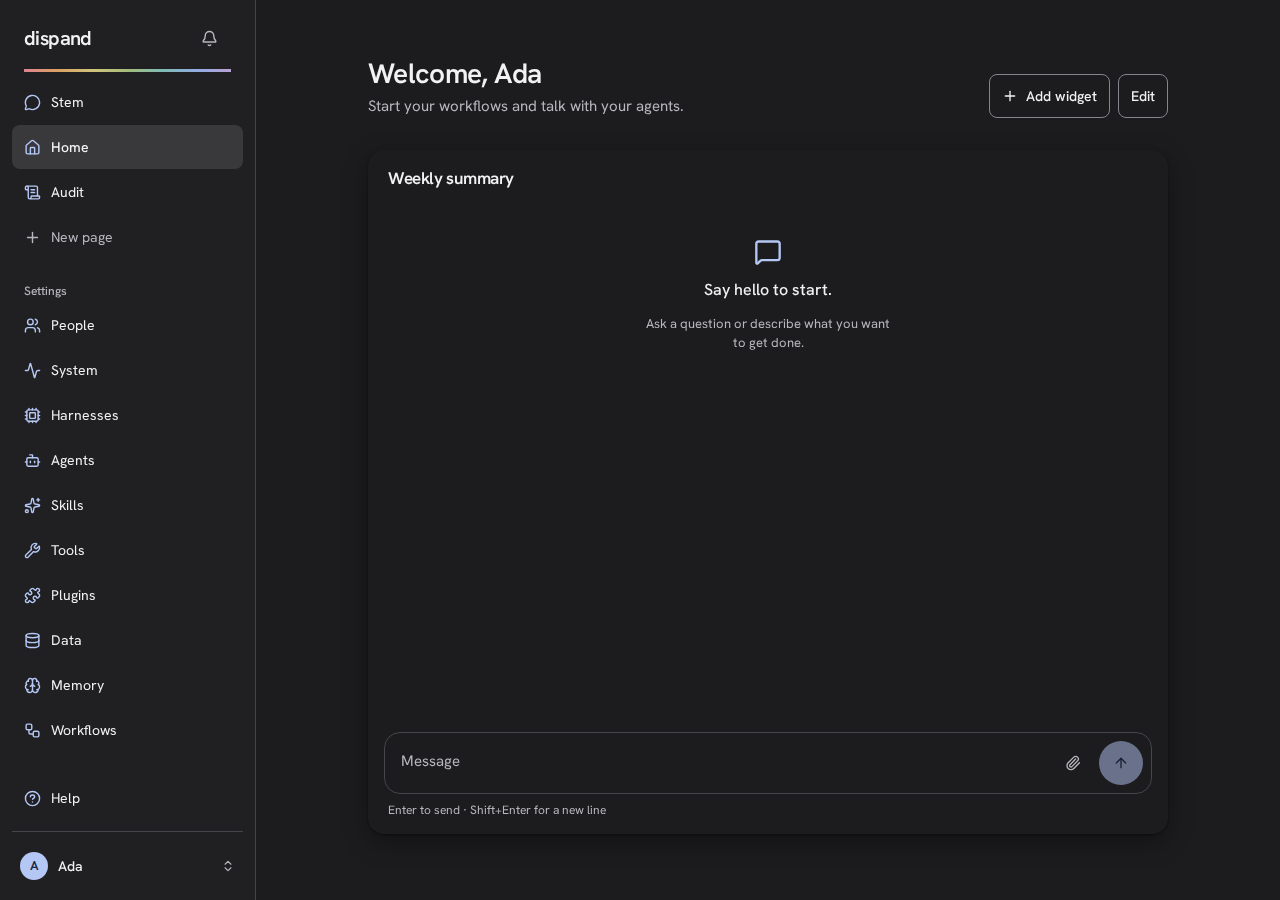 dispand
Stem
Home
Audit
New page
Settings
People
System
Harnesses
Agents
Skills
Tools
Plugins
Data
Memory
Workflows
Help
A
Ada
Welcome, Ada
Start your workflows and talk with your agents.
Add widget
Edit
Weekly summary
Say hello to start.
Ask a question or describe what you want
to get done.
Message
Enter to send · Shift+Enter for a new line